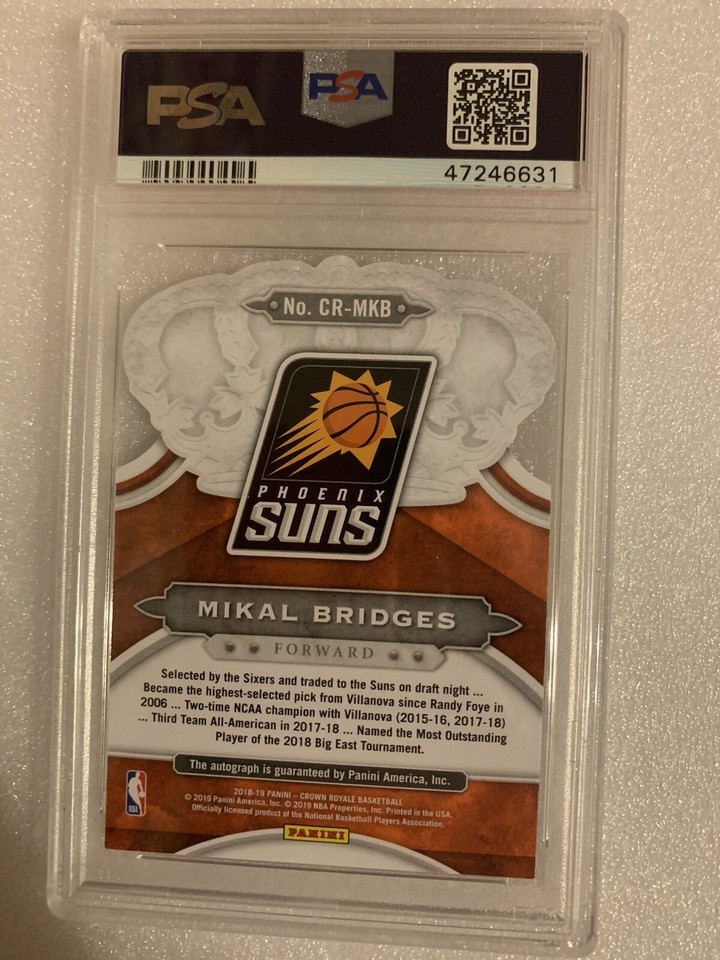 PSA
PSA
47246631
No. CR-MKB
PHOENIX
SUNS
MIKAL BRIDGES
FORWARD
Selected by the Sixers and traded to the Suns on draft night ...
Became the highest-selected pick from Villanova since Randy Foye in
2006 ... Two-time NCAA champion with Villanova (2015-16, 2017-18)
... Third Team All-American in 2017-18 ... Named the Most Outstanding
Player of the 2018 Big East Tournament.
The autograph is guaranteed by Panini America, Inc.
2018-19 PANINI – CROWN ROYALE BASKETBALL
© 2019 Panini America, Inc. © 2019 NBA Properties, Inc. Printed in the USA.
Officially licensed product of the National Basketball Players Association.
NBA
PANINI